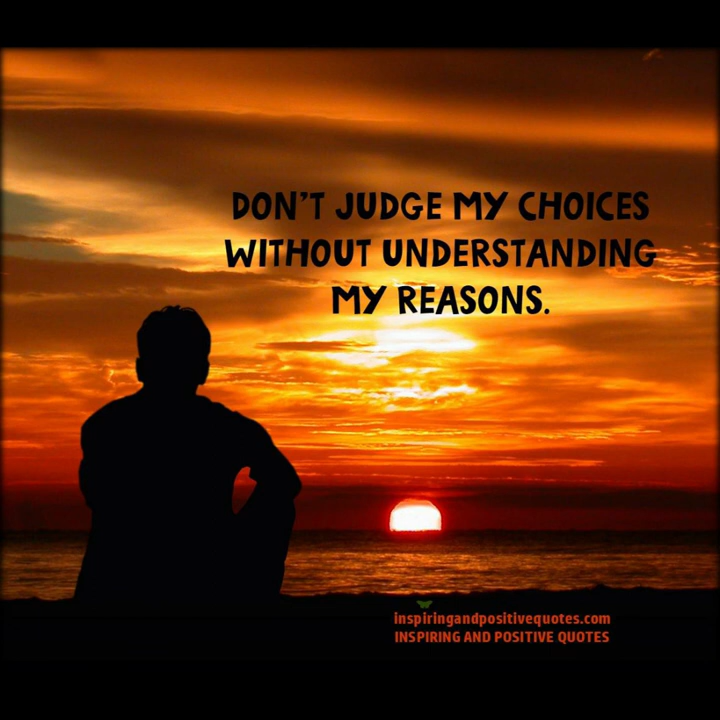 DON'T JUDGE MY CHOICES
WITHOUT UNDERSTANDING
MY REASONS.
inspiringandpositivequotes.com
INSPIRING AND POSITIVE QUOTES